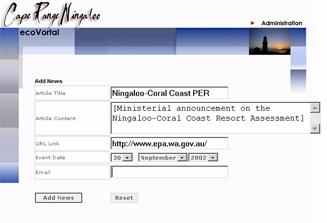 Cape Range Ningaloo
Administration
ecoVortal
Add News
Article Title Ningaloo-Coral Coast PER
Article Content [Ministerial announcement on the
Ningaloo-Coral Coast Resort Assessment]
URL Link http://www.epa.wa.gov.au/
Event Date 30 September 2002
Email
Add News Reset